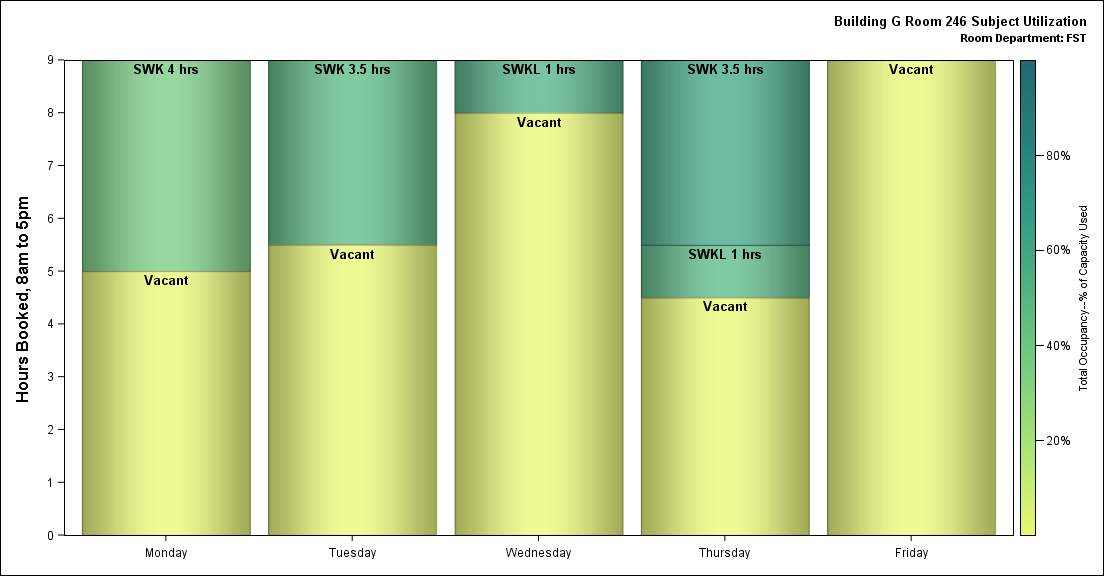 Building G Room 246 Subject Utilization
Room Department: FST
Hours Booked, 8am to 5pm
9
8
7
6
5
4
3
2
1
0
SWK 4 hrs
Vacant
SWK 3.5 hrs
Vacant
SWKL 1 hrs
Vacant
SWK 3.5 hrs
SWKL 1 hrs
Vacant
Vacant
Monday
Tuesday
Wednesday
Thursday
Friday
80%
60%
40%
20%
Total Occupancy--% of Capacity Used